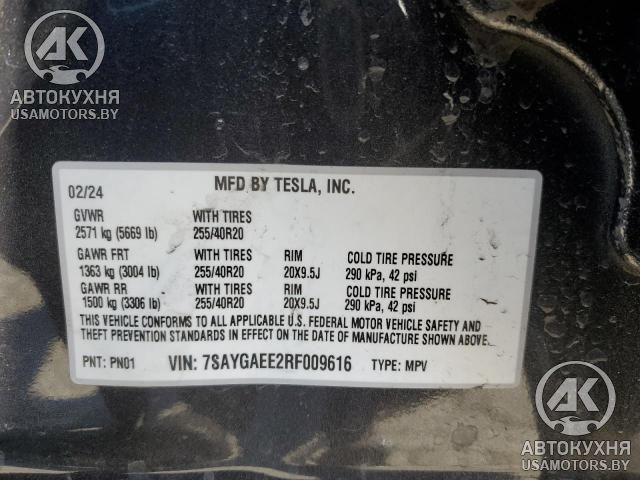 AK
АВТОКУХНЯ
USAMOTORS.BY
02/24
MFD BY TESLA, INC.
GVWR WITH TIRES
2571 kg (5669 lb) 255/40R20
GAWR FRT WITH TIRES RIM COLD TIRE PRESSURE
1363 kg (3004 lb) 255/40R20 20X9.5J 290 kPa, 42 psi
GAWR RR WITH TIRES RIM COLD TIRE PRESSURE
1500 kg (3306 lb) 255/40R20 20X9.5J 290 kPa, 42 psi
THIS VEHICLE CONFORMS TO ALL APPLICABLE U.S. FEDERAL MOTOR VEHICLE SAFETY AND
THEFT PREVENTION STANDARDS IN EFFECT ON THE DATE OF MANUFACTURE SHOWN ABOVE.
PNT: PN01 VIN: 7SAYGAEE2RF009616 TYPE: MPV
AK
АВТОКУХНЯ
USAMOTORS.BY